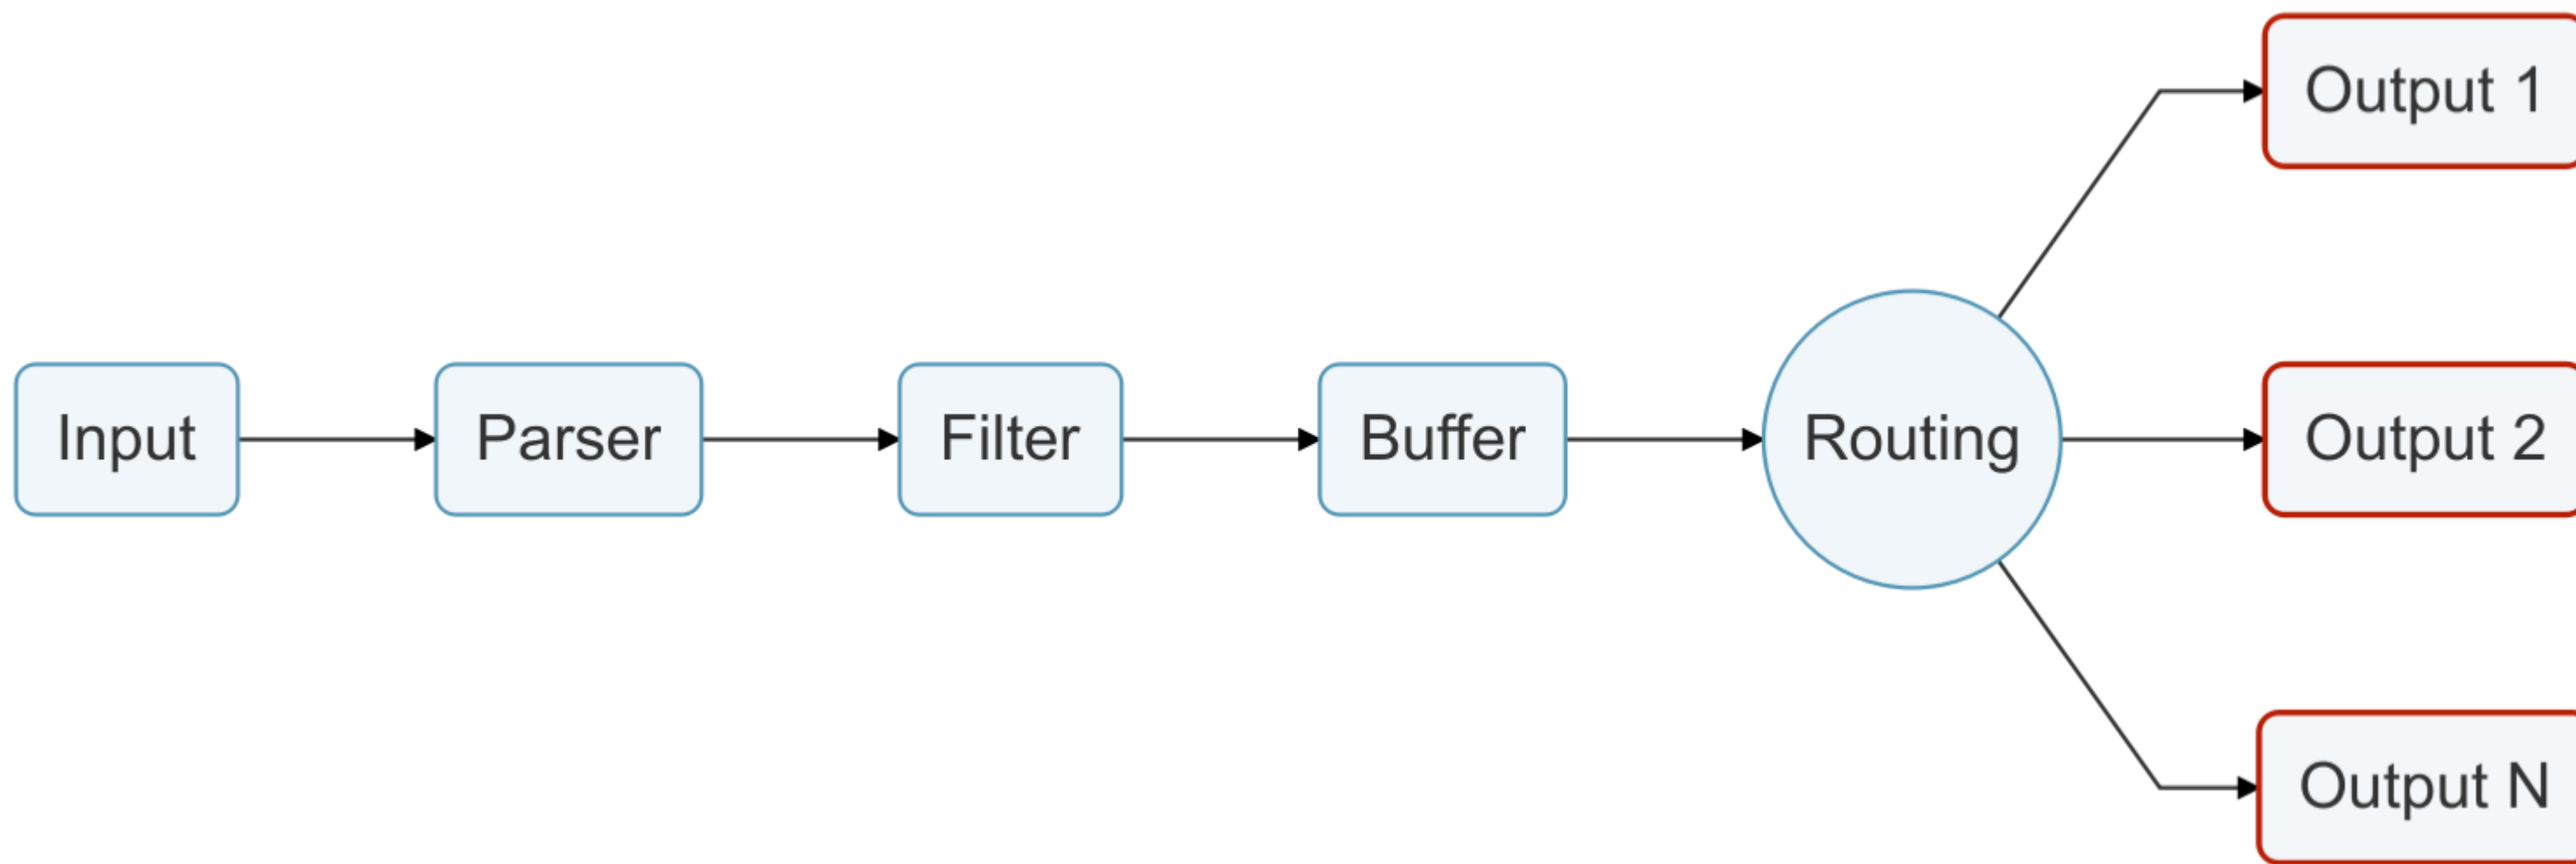 Output 1
Input
Parser
Filter
Buffer
Routing
Output 2
Output N